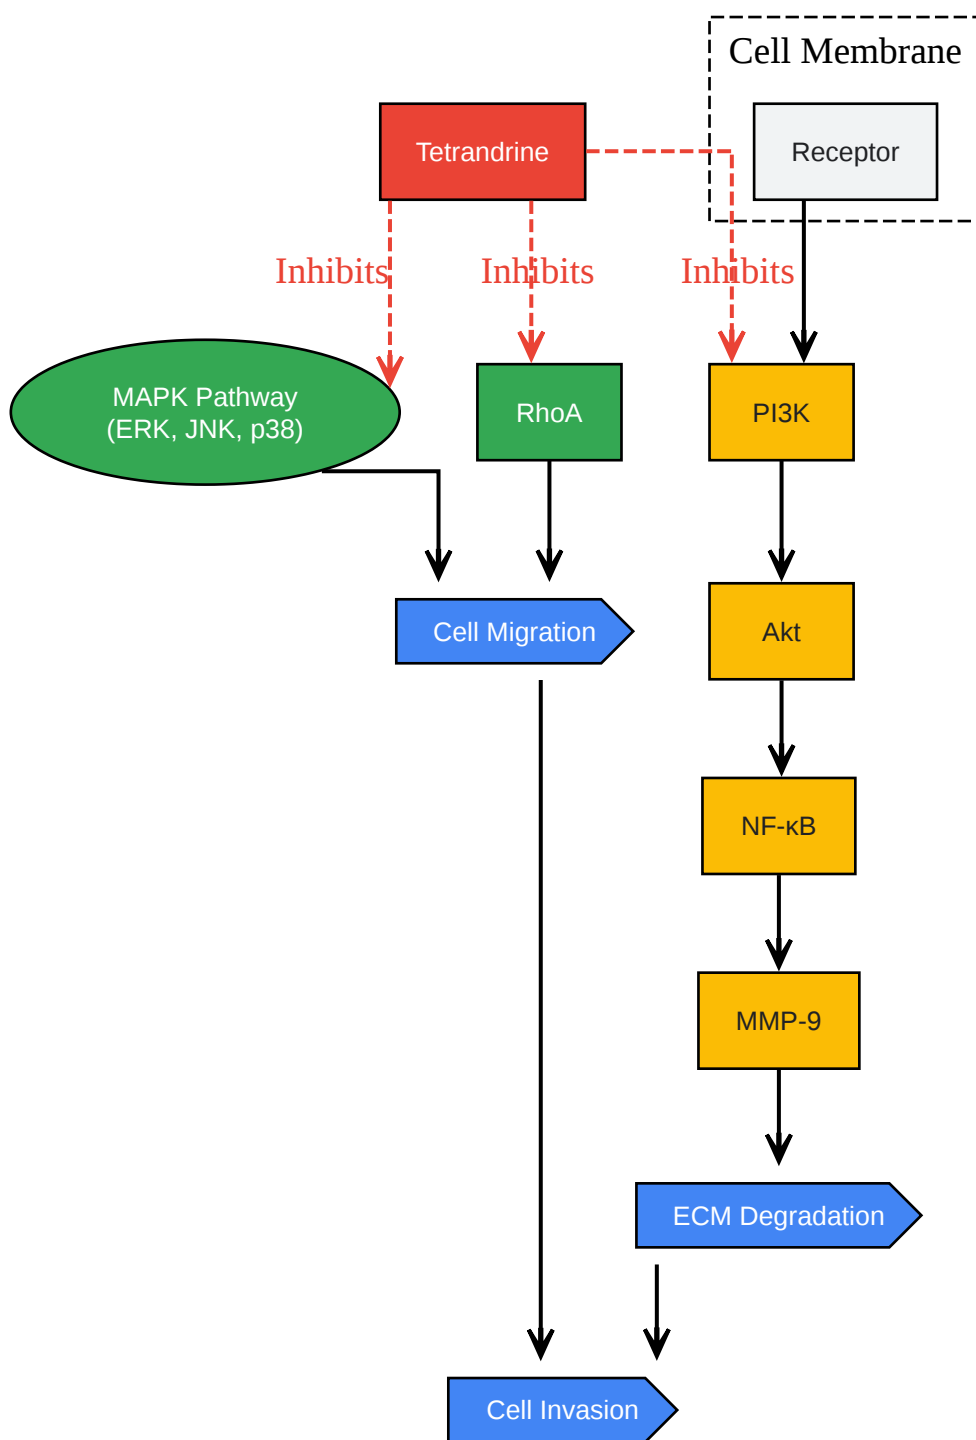 Cell Membrane
Tetrandrine
Receptor
Inhibits
Inhibits
Inhibits
MAPK Pathway
(ERK, JNK, p38)
RhoA
PI3K
Cell Migration
Akt
NF-κB
MMP-9
ECM Degradation
Cell Invasion